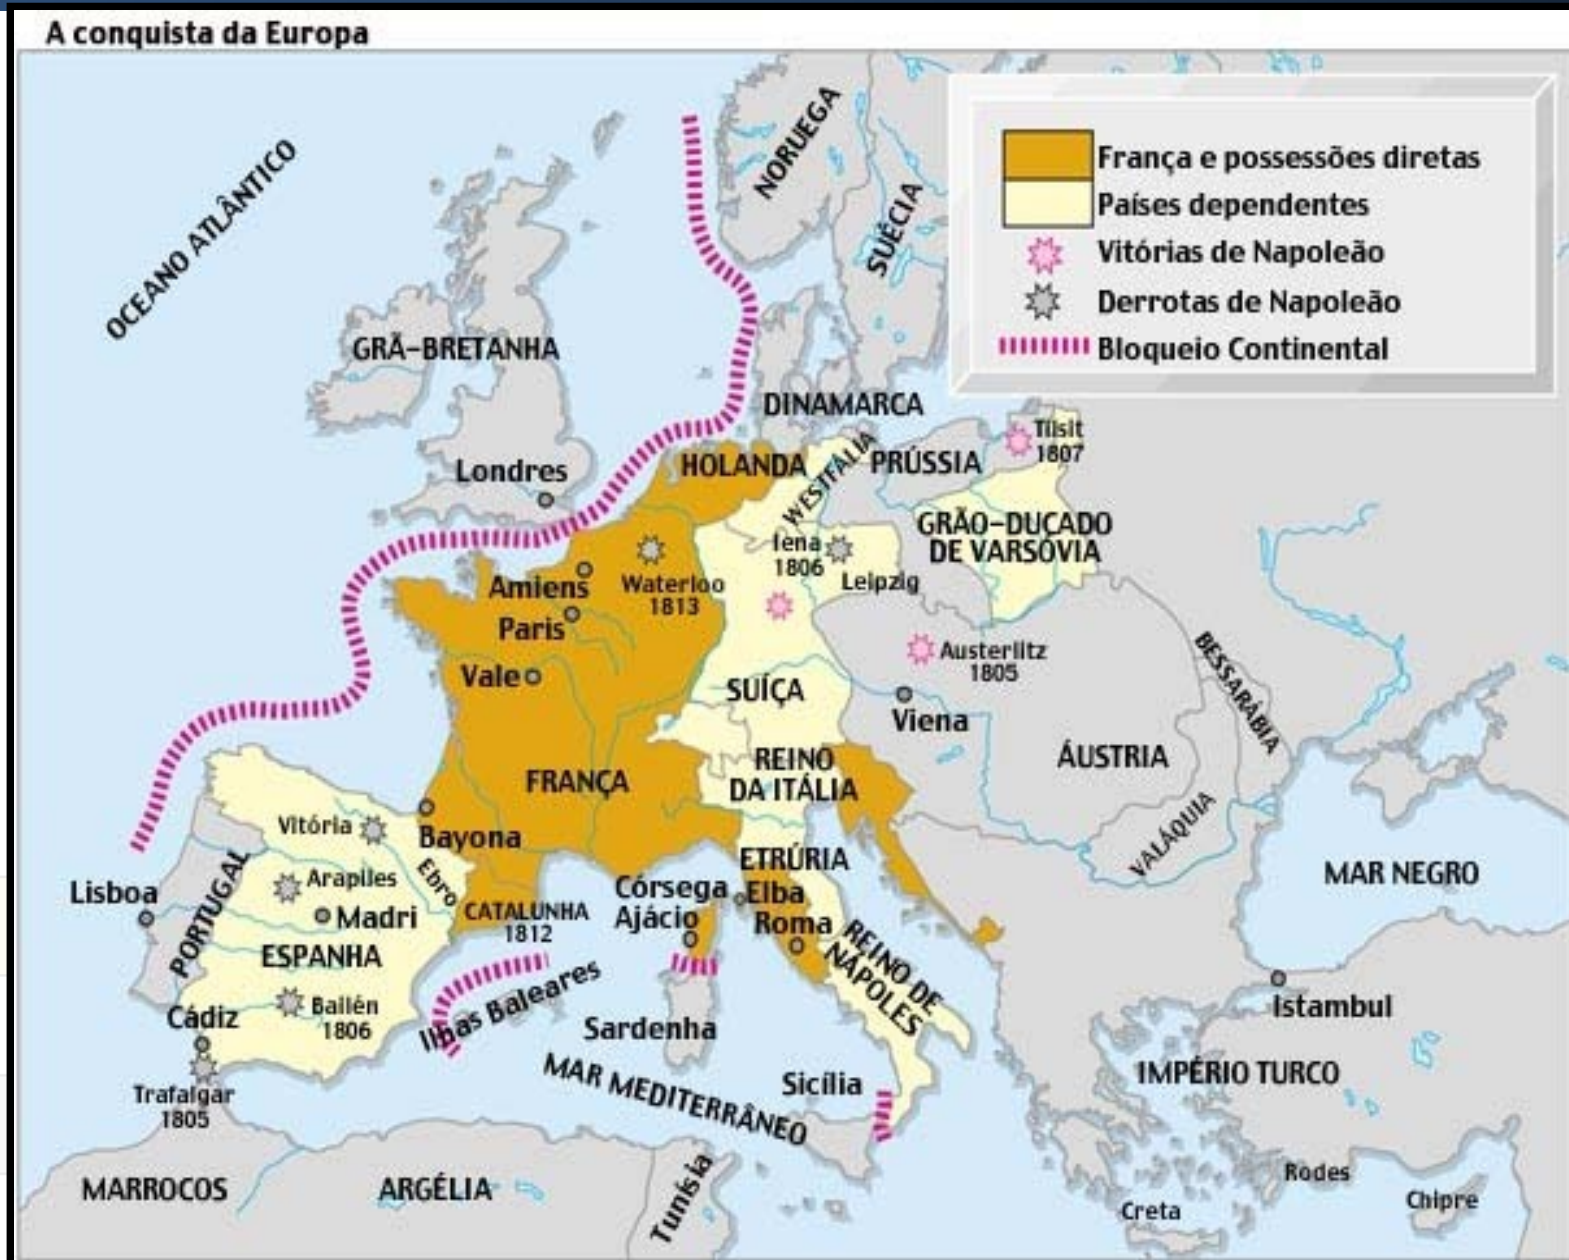 A conquista da Europa
França e possessões diretas
Países dependentes
Vitórias de Napoleão
Derrotas de Napoleão
Bloqueio Continental
OCEANO ATLÂNTICO
NORUEGA
SUÉCIA
GRÃ-BRETANHA
Londres
DINAMARCA
HOLANDA
WESTFÁLIA
PRÚSSIA
Tilsit
1807
GRÃO-DUCADO
DE VARSÓVIA
Iena
1806
Leipzig
Waterloo
1813
Amiens
Paris
Vale
Austerlitz
1805
Viena
SUÍÇA
BESSARÁBIA
ÁUSTRIA
VALÁQUIA
FRANÇA
REINO
DA ITÁLIA
Bayona
Vitória
Ebro
ETRÚRIA
MAR NEGRO
Arapiles
Madri
Lisboa
PORTUGAL
ESPANHA
CATALUNHA
1812
Córsega
Ajácio
Elba
Roma
REINO DE
NÁPOLES
Bailén
1806
Cádiz
Ilhas Baleares
Sardenha
Istambul
MAR MEDITERRÂNEO
Sicília
IMPÉRIO TURCO
Trafalgar
1805
MARROCOS
ARGÉLIA
Tunísia
Rodes
Creta
Chipre